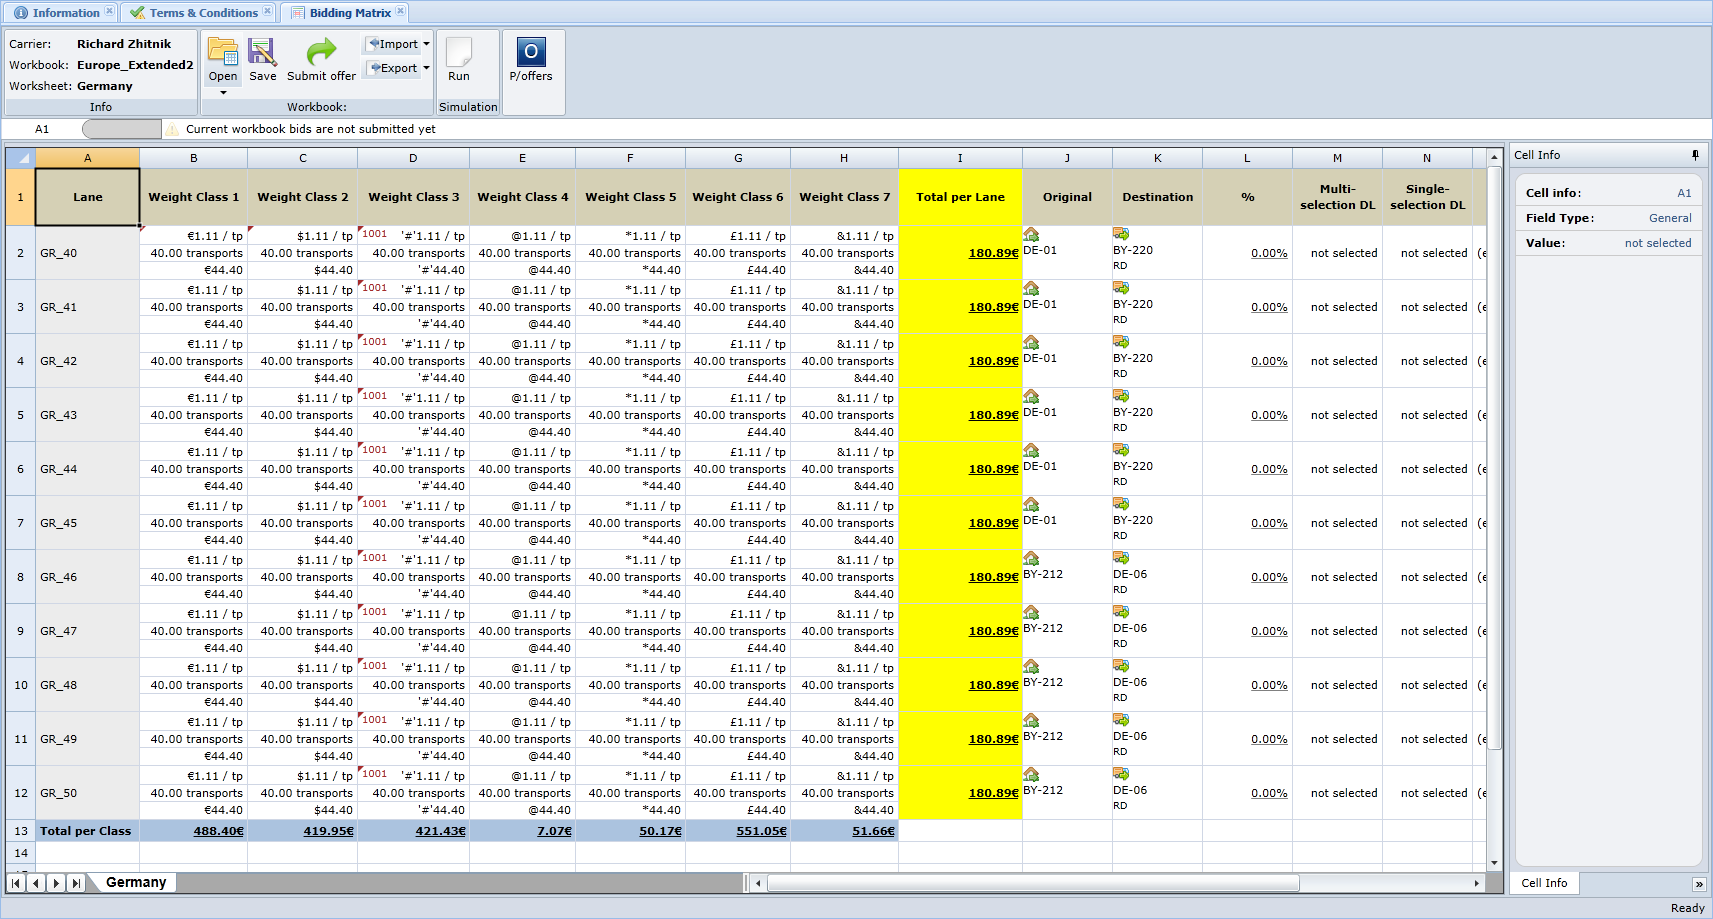 Information
Terms & Conditions
Bidding Matrix
Carrier: Richard Zhitnik
Workbook: Europe_Extended2
Worksheet: Germany
Info
Open
Save
Submit offer
Import
Export
Workbook:
Run
Simulation
O
P/offers
A1
Current workbook bids are not submitted yet
A B C D E F G H I J K L M N
1 Lane Weight Class 1 Weight Class 2 Weight Class 3 Weight Class 4 Weight Class 5 Weight Class 6 Weight Class 7 Total per Lane Original Destination % Multi-selection DL Single-selection DL
€1.11 / tp $1.11 / tp 1001 '#'1.11 / tp @1.11 / tp *1.11 / tp £1.11 / tp &1.11 / tp
2 GR_40 40.00 transports 40.00 transports 40.00 transports 40.00 transports 40.00 transports 40.00 transports 40.00 transports 180.89€ DE-01 BY-220 0.00% not selected not selected (e
€44.40 $44.40 '#'44.40 @44.40 *44.40 £44.40 &44.40 RD
€1.11 / tp $1.11 / tp 1001 '#'1.11 / tp @1.11 / tp *1.11 / tp £1.11 / tp &1.11 / tp
3 GR_41 40.00 transports 40.00 transports 40.00 transports 40.00 transports 40.00 transports 40.00 transports 40.00 transports 180.89€ DE-01 BY-220 0.00% not selected not selected (e
€44.40 $44.40 '#'44.40 @44.40 *44.40 £44.40 &44.40 RD
€1.11 / tp $1.11 / tp 1001 '#'1.11 / tp @1.11 / tp *1.11 / tp £1.11 / tp &1.11 / tp
4 GR_42 40.00 transports 40.00 transports 40.00 transports 40.00 transports 40.00 transports 40.00 transports 40.00 transports 180.89€ DE-01 BY-220 0.00% not selected not selected (e
€44.40 $44.40 '#'44.40 @44.40 *44.40 £44.40 &44.40 RD
€1.11 / tp $1.11 / tp 1001 '#'1.11 / tp @1.11 / tp *1.11 / tp £1.11 / tp &1.11 / tp
5 GR_43 40.00 transports 40.00 transports 40.00 transports 40.00 transports 40.00 transports 40.00 transports 40.00 transports 180.89€ DE-01 BY-220 0.00% not selected not selected (e
€44.40 $44.40 '#'44.40 @44.40 *44.40 £44.40 &44.40 RD
€1.11 / tp $1.11 / tp 1001 '#'1.11 / tp @1.11 / tp *1.11 / tp £1.11 / tp &1.11 / tp
6 GR_44 40.00 transports 40.00 transports 40.00 transports 40.00 transports 40.00 transports 40.00 transports 40.00 transports 180.89€ DE-01 BY-220 0.00% not selected not selected (e
€44.40 $44.40 '#'44.40 @44.40 *44.40 £44.40 &44.40 RD
€1.11 / tp $1.11 / tp 1001 '#'1.11 / tp @1.11 / tp *1.11 / tp £1.11 / tp &1.11 / tp
7 GR_45 40.00 transports 40.00 transports 40.00 transports 40.00 transports 40.00 transports 40.00 transports 40.00 transports 180.89€ DE-01 BY-220 0.00% not selected not selected (e
€44.40 $44.40 '#'44.40 @44.40 *44.40 £44.40 &44.40 RD
€1.11 / tp $1.11 / tp 1001 '#'1.11 / tp @1.11 / tp *1.11 / tp £1.11 / tp &1.11 / tp
8 GR_46 40.00 transports 40.00 transports 40.00 transports 40.00 transports 40.00 transports 40.00 transports 40.00 transports 180.89€ BY-212 DE-06 0.00% not selected not selected (e
€44.40 $44.40 '#'44.40 @44.40 *44.40 £44.40 &44.40 RD
€1.11 / tp $1.11 / tp 1001 '#'1.11 / tp @1.11 / tp *1.11 / tp £1.11 / tp &1.11 / tp
9 GR_47 40.00 transports 40.00 transports 40.00 transports 40.00 transports 40.00 transports 40.00 transports 40.00 transports 180.89€ BY-212 DE-06 0.00% not selected not selected (e
€44.40 $44.40 '#'44.40 @44.40 *44.40 £44.40 &44.40 RD
€1.11 / tp $1.11 / tp 1001 '#'1.11 / tp @1.11 / tp *1.11 / tp £1.11 / tp &1.11 / tp
10 GR_48 40.00 transports 40.00 transports 40.00 transports 40.00 transports 40.00 transports 40.00 transports 40.00 transports 180.89€ BY-212 DE-06 0.00% not selected not selected (e
€44.40 $44.40 '#'44.40 @44.40 *44.40 £44.40 &44.40 RD
€1.11 / tp $1.11 / tp 1001 '#'1.11 / tp @1.11 / tp *1.11 / tp £1.11 / tp &1.11 / tp
11 GR_49 40.00 transports 40.00 transports 40.00 transports 40.00 transports 40.00 transports 40.00 transports 40.00 transports 180.89€ BY-212 DE-06 0.00% not selected not selected (e
€44.40 $44.40 '#'44.40 @44.40 *44.40 £44.40 &44.40 RD
€1.11 / tp $1.11 / tp 1001 '#'1.11 / tp @1.11 / tp *1.11 / tp £1.11 / tp &1.11 / tp
12 GR_50 40.00 transports 40.00 transports 40.00 transports 40.00 transports 40.00 transports 40.00 transports 40.00 transports 180.89€ BY-212 DE-06 0.00% not selected not selected (e
€44.40 $44.40 '#'44.40 @44.40 *44.40 £44.40 &44.40 RD
13 Total per Class 488.40€ 419.95€ 421.43€ 7.07€ 50.17€ 551.05€ 51.66€
14
Germany
Cell Info
Cell info: A1
Field Type: General
Value: not selected
Cell Info
Ready